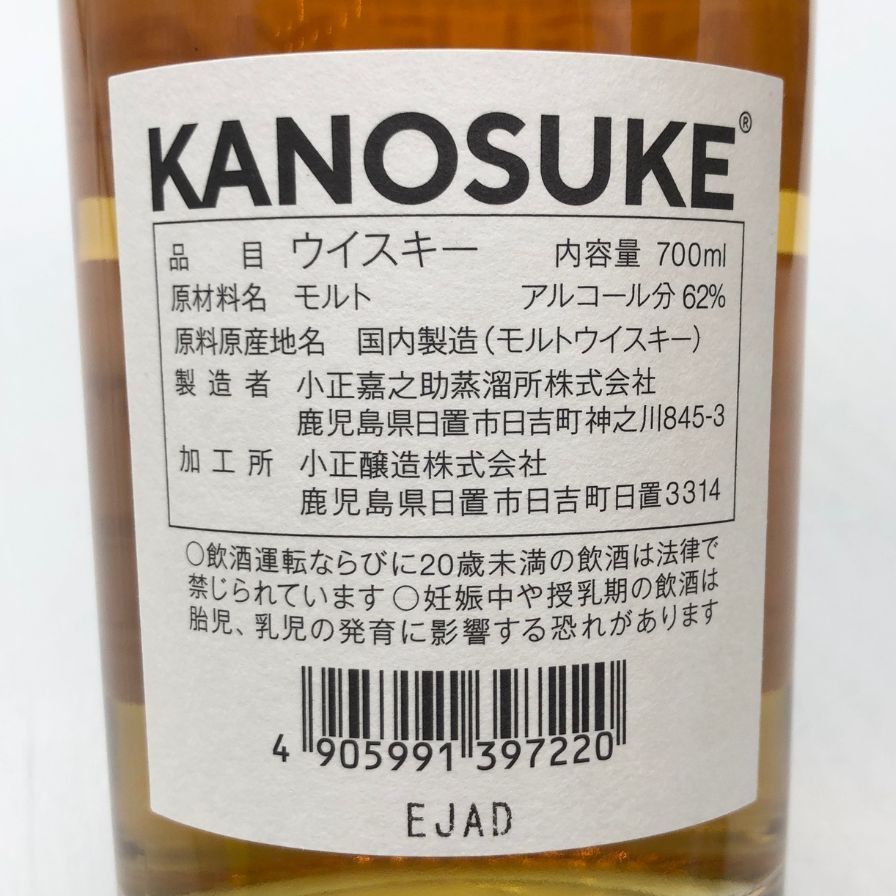 KANOSUKE®
品目 ウイスキー 内容量 700ml
原材料名 モルト アルコール分 62%
原料原産地名 国内製造(モルトウイスキー)
製造者 小正嘉之助蒸溜所株式会社
鹿児島県日置市日吉町神之川845-3
加工所 小正醸造株式会社
鹿児島県日置市日吉町日置3314
○飲酒運転ならびに20歳未満の飲酒は法律で
禁じられています ○妊娠中や授乳期の飲酒は
胎児、乳児の発育に影響する恐れがあります
4 905991 397220
EJAD